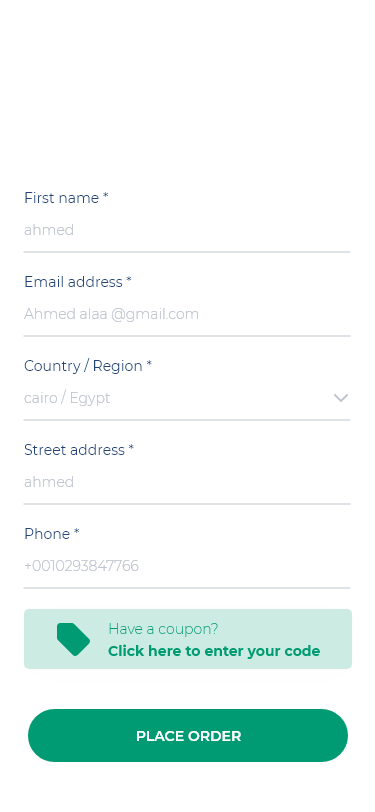 First name *
ahmed
Email address *
Ahmed alaa @gmail.com
Country / Region *
cairo / Egypt
Street address *
ahmed
Phone *
+0010293847766
Have a coupon?
Click here to enter your code
PLACE ORDER